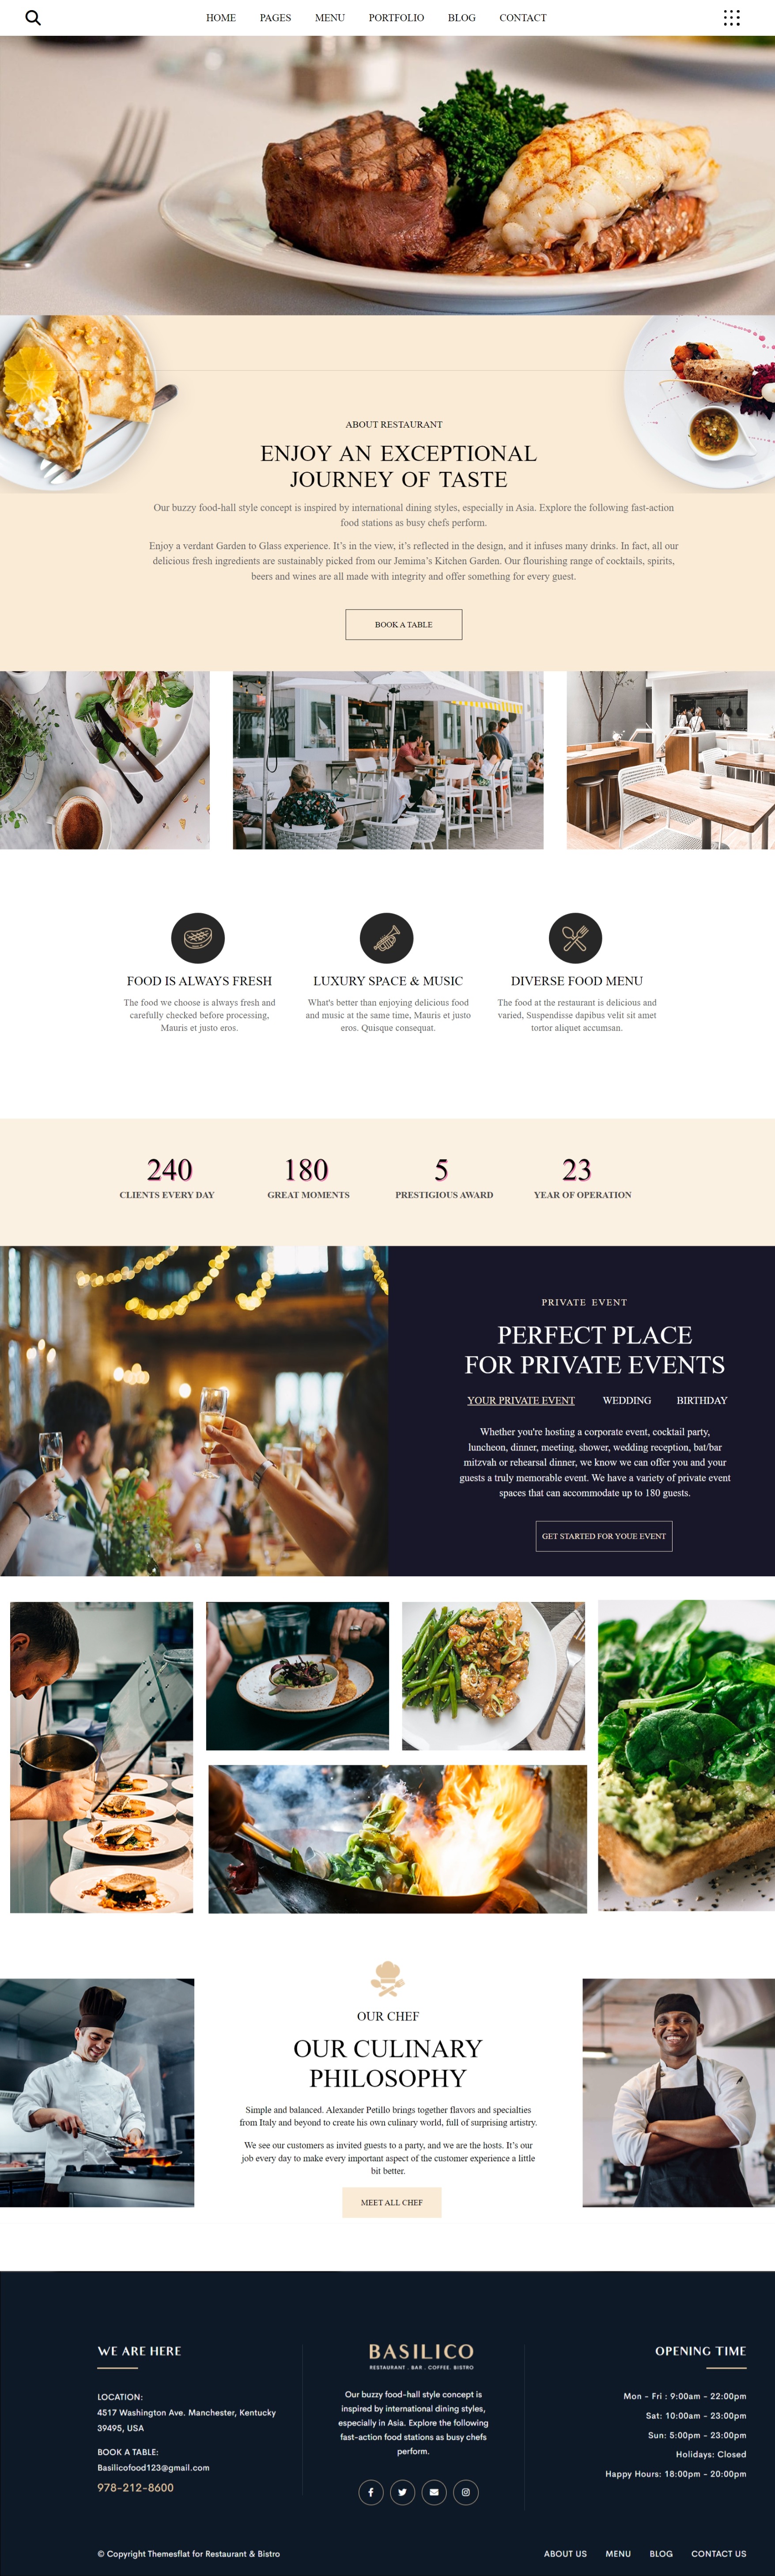 HOME PAGES MENU PORTFOLIO BLOG CONTACT
ABOUT RESTAURANT
ENJOY AN EXCEPTIONAL
JOURNEY OF TASTE
Our buzzy food-hall style concept is inspired by international dining styles, especially in Asia. Explore the following fast-action
food stations as busy chefs perform.
Enjoy a verdant Garden to Glass experience. It's in the view, it's reflected in the design, and it infuses many drinks. In fact, all our
delicious fresh ingredients are sustainably picked from our Jemima's Kitchen Garden. Our flourishing range of cocktails, spirits,
beers and wines are all made with integrity and offer something for every guest.
BOOK A TABLE
FOOD IS ALWAYS FRESH
The food we choose is always fresh and
carefully checked before processing,
Mauris et justo eros.
LUXURY SPACE & MUSIC
What's better than enjoying delicious food
and music at the same time, Mauris et justo
eros. Quisque consequat.
DIVERSE FOOD MENU
The food at the restaurant is delicious and
varied, Suspendisse dapibus velit sit amet
tortor aliquet accumsan.
240
CLIENTS EVERY DAY
180
GREAT MOMENTS
5
PRESTIGIOUS AWARD
23
YEAR OF OPERATION
PRIVATE EVENT
PERFECT PLACE
FOR PRIVATE EVENTS
YOUR PRIVATE EVENT WEDDING BIRTHDAY
Whether you're hosting a corporate event, cocktail party,
luncheon, dinner, meeting, shower, wedding reception, bat/bar
mitzvah or rehearsal dinner, we know we can offer you and your
guests a truly memorable event. We have a variety of private event
spaces that can accommodate up to 180 guests.
GET STARTED FOR YOUE EVENT
OUR CHEF
OUR CULINARY
PHILOSOPHY
Simple and balanced. Alexander Petillo brings together flavors and specialties
from Italy and beyond to create his own culinary world, full of surprising artistry.
We see our customers as invited guests to a party, and we are the hosts. It's our
job every day to make every important aspect of the customer experience a little
bit better.
MEET ALL CHEF
WE ARE HERE
LOCATION:
4517 Washington Ave. Manchester, Kentucky
39495, USA
BOOK A TABLE:
Basilicofood123@gmail.com
978-212-8600
BASILICO
RESTAURANT . BAR . COFFEE. BISTRO
Our buzzy food-hall style concept is
inspired by international dining styles,
especially in Asia. Explore the following
fast-action food stations as busy chefs
perform.
OPENING TIME
Mon - Fri : 9:00am - 22:00pm
Sat: 10:00am - 23:00pm
Sun: 5:00pm - 23:00pm
Holidays: Closed
Happy Hours: 18:00pm - 20:00pm
© Copyright Themesflat for Restaurant & Bistro
ABOUT US MENU BLOG CONTACT US